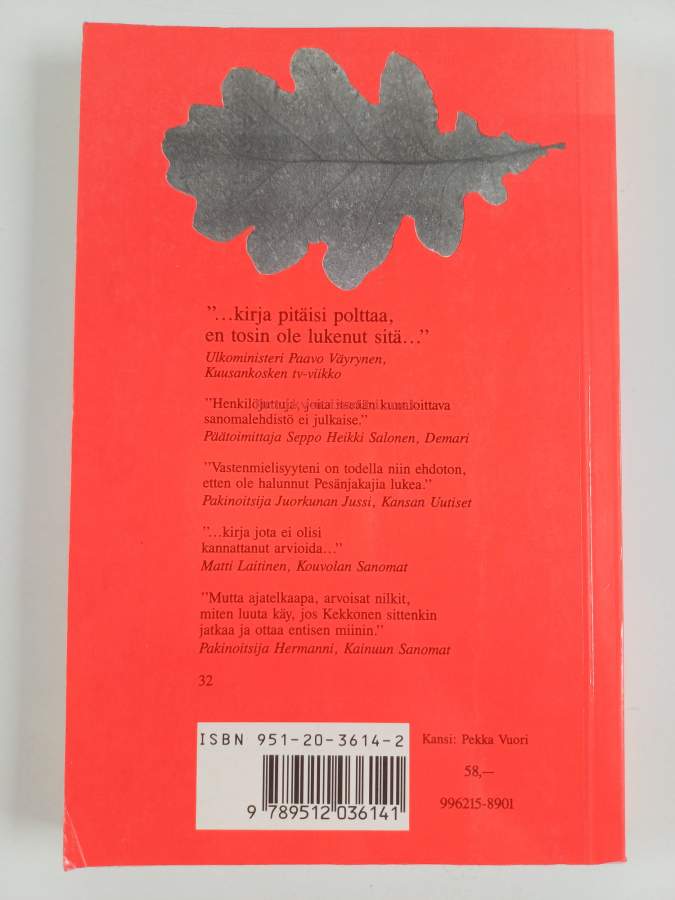 ”...kirja pitäisi polttaa,
en tosin ole lukenut sitä...”
Ulkoministeri Paavo Väyrynen,
Kuusankosken tv-viikko
”Henkilöjuttuja, joita itseään kunnioittava
sanomalehdistö ei julkaise.”
Päätoimittaja Seppo Heikki Salonen, Demari
”Vastenmielisyyteni on todella niin ehdoton,
etten ole halunnut Pesänjakajia lukea.”
Pakinoitsija Juorkunan Jussi, Kansan Uutiset
”...kirja jota ei olisi
kannattanut arvioida...”
Matti Laitinen, Kouvolan Sanomat
”Mutta ajatelkaapa, arvoisat nilkit,
miten luuta käy, jos Kekkonen sittenkin
jatkaa ja ottaa entisen miinin.”
Pakinoitsija Hermanni, Kainuun Sanomat
32
ISBN 951-20-3614-2
Kansi: Pekka Vuori
58,—
996215-8901
9 789512 036141